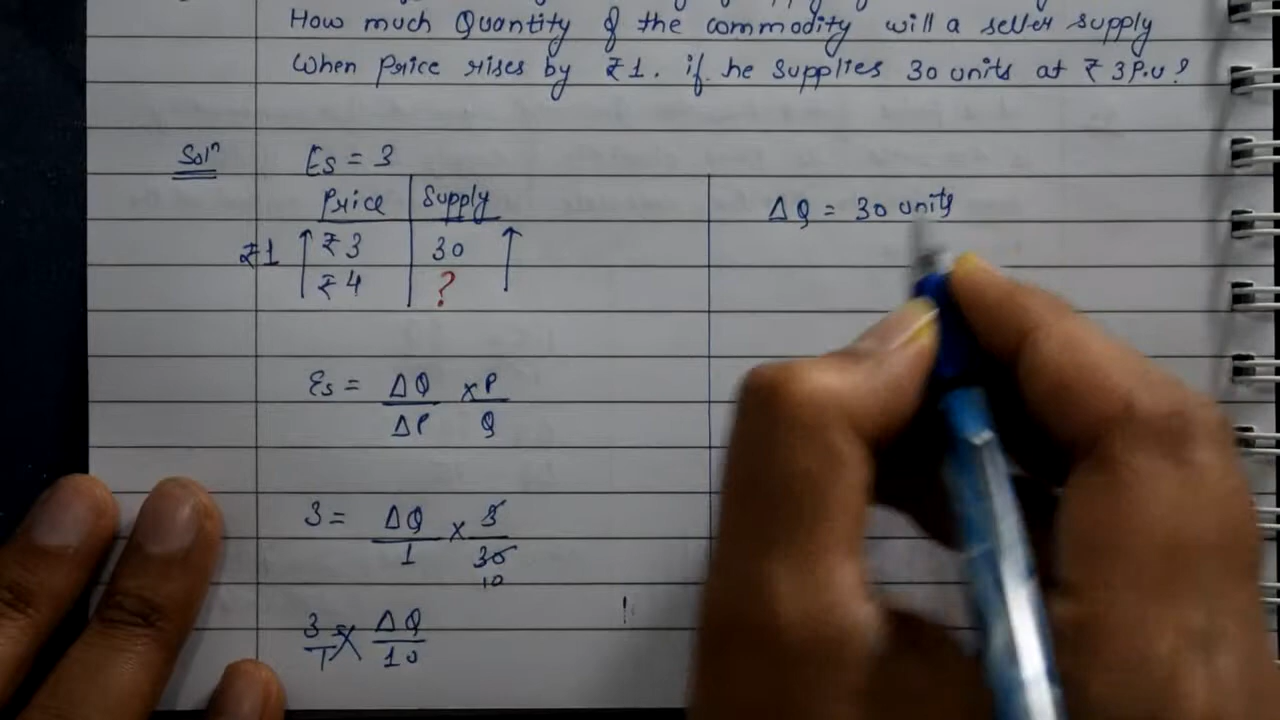 How much Quantity of the commodity will a seller supply
when price rises by ₹1. if he supplies 30 units at ₹ 3 P.u?
Solⁿ
Es = 3
Price Supply
₹1 ₹3 30
₹4 ?
Es = ΔQ/ΔP × P/Q
3 = ΔQ/1 × 3/30
10
3/1 = ΔQ/10
ΔQ = 30 units